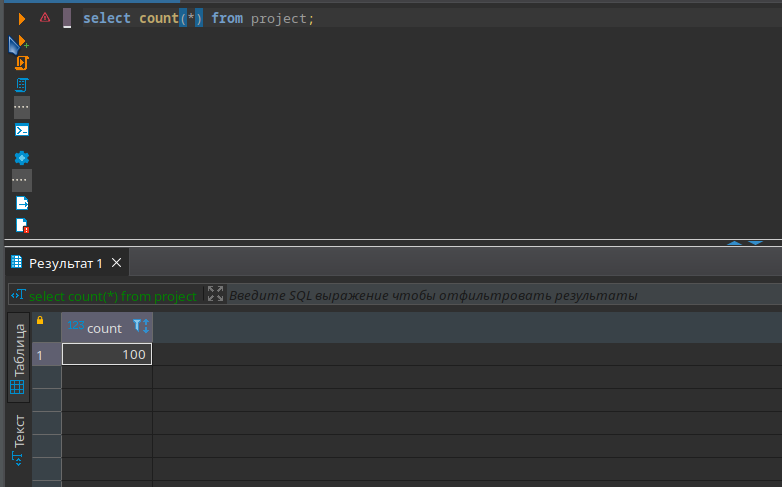 select count(*) from project;
Результат 1
select count(*) from project
Введите SQL выражение чтобы отфильтровать результаты
Таблица
Текст
123 count
1
100